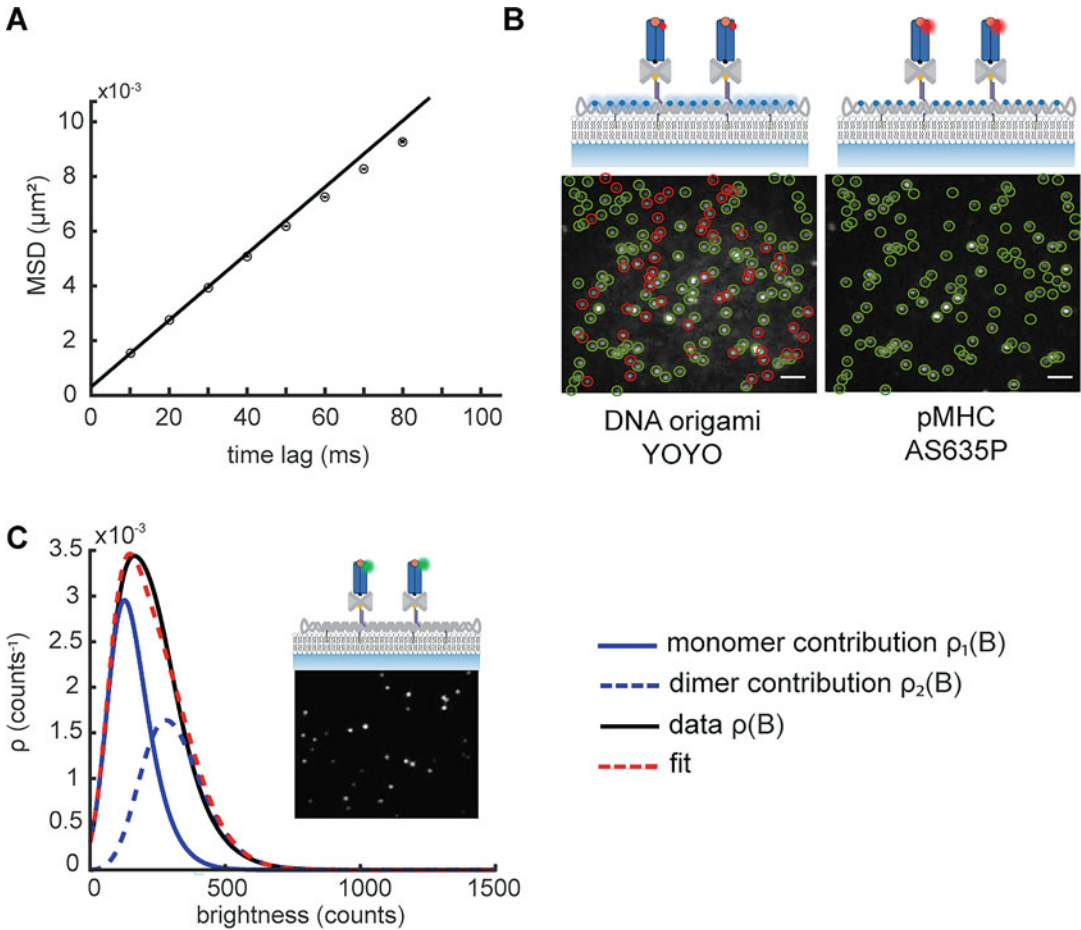 A
x10⁻³
10
8
6
4
2
0
MSD (µm²)
0 20 40 60 80 100
time lag (ms)
B
DNA origami
YOYO
pMHC
AS635P
C
x10⁻³
3.5
3
2.5
2
1.5
1
0.5
0
ρ (counts⁻¹)
0 500 1000 1500
brightness (counts)
monomer contribution ρ₁(B)
dimer contribution ρ₂(B)
data ρ(B)
fit